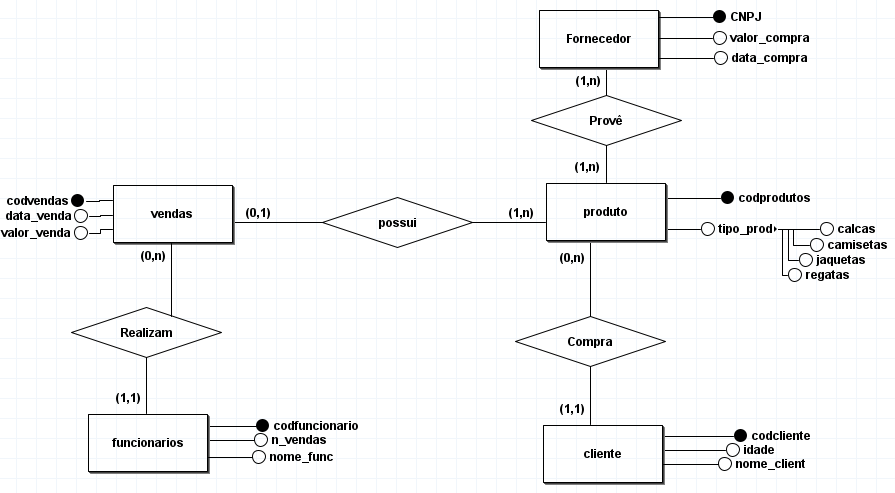 CNPJ
Fornecedor
valor_compra
data_compra
(1,n)
Provê
(1,n)
codvendas
data_venda
valor_venda
vendas
(0,1)
possui
(1,n)
produto
codprodutos
tipo_prod
calcas
camisetas
jaquetas
regatas
(0,n)
(0,n)
Realizam
Compra
(1,1)
(1,1)
funcionarios
codfuncionario
n_vendas
nome_func
cliente
codcliente
idade
nome_client